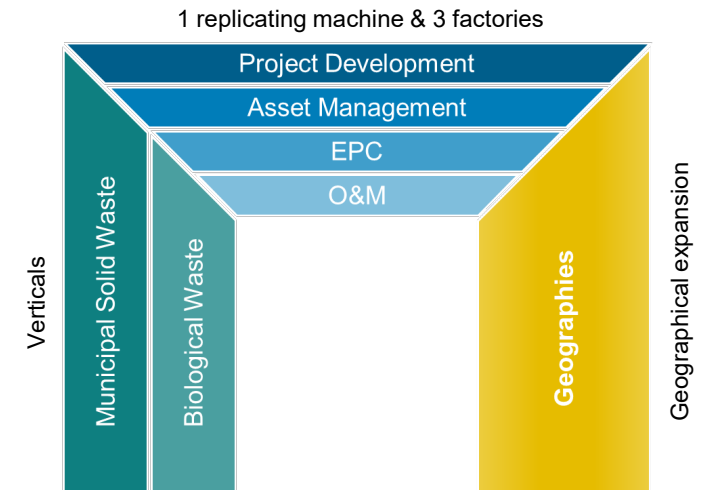 1 replicating machine & 3 factories
Project Development
Asset Management
EPC
O&M
Verticals
Municipal Solid Waste
Biological Waste
Geographies
Geographical expansion